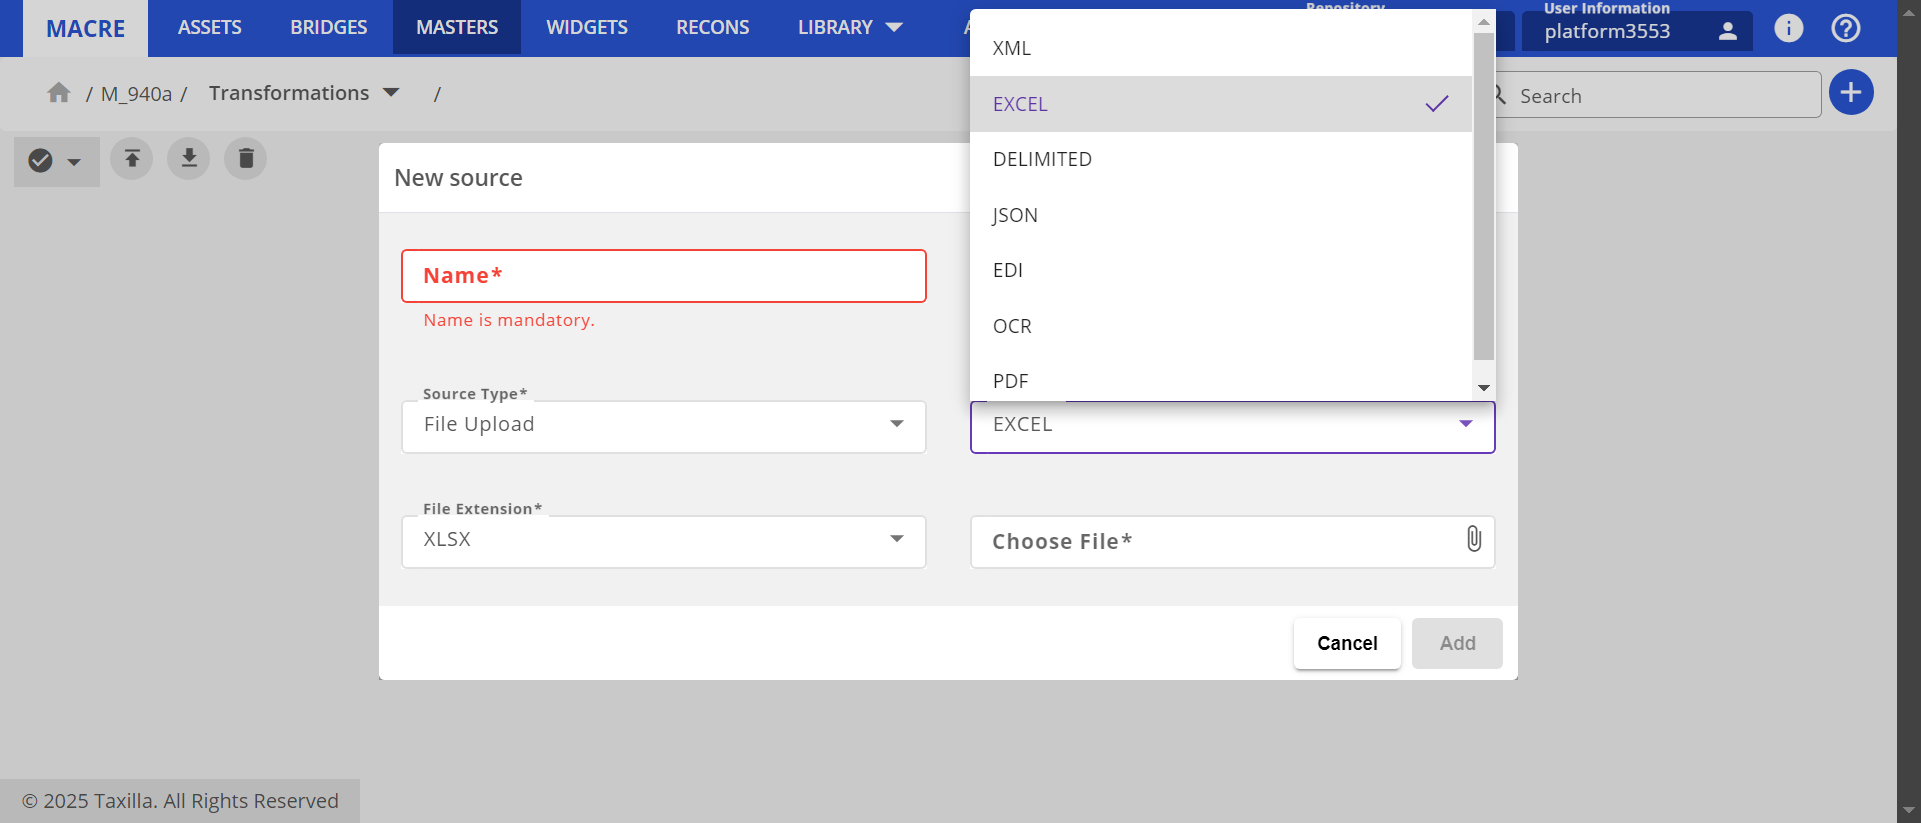 MACRE
ASSETS
BRIDGES
MASTERS
WIDGETS
RECONS
LIBRARY
Repository
User Information
platform3553
/ M_940a / Transformations /
Search
New source
Name*
Name is mandatory.
XML
EXCEL
DELIMITED
JSON
EDI
OCR
PDF
Source Type*
File Upload
EXCEL
File Extension*
XLSX
Choose File*
Cancel
Add
© 2025 Taxilla. All Rights Reserved